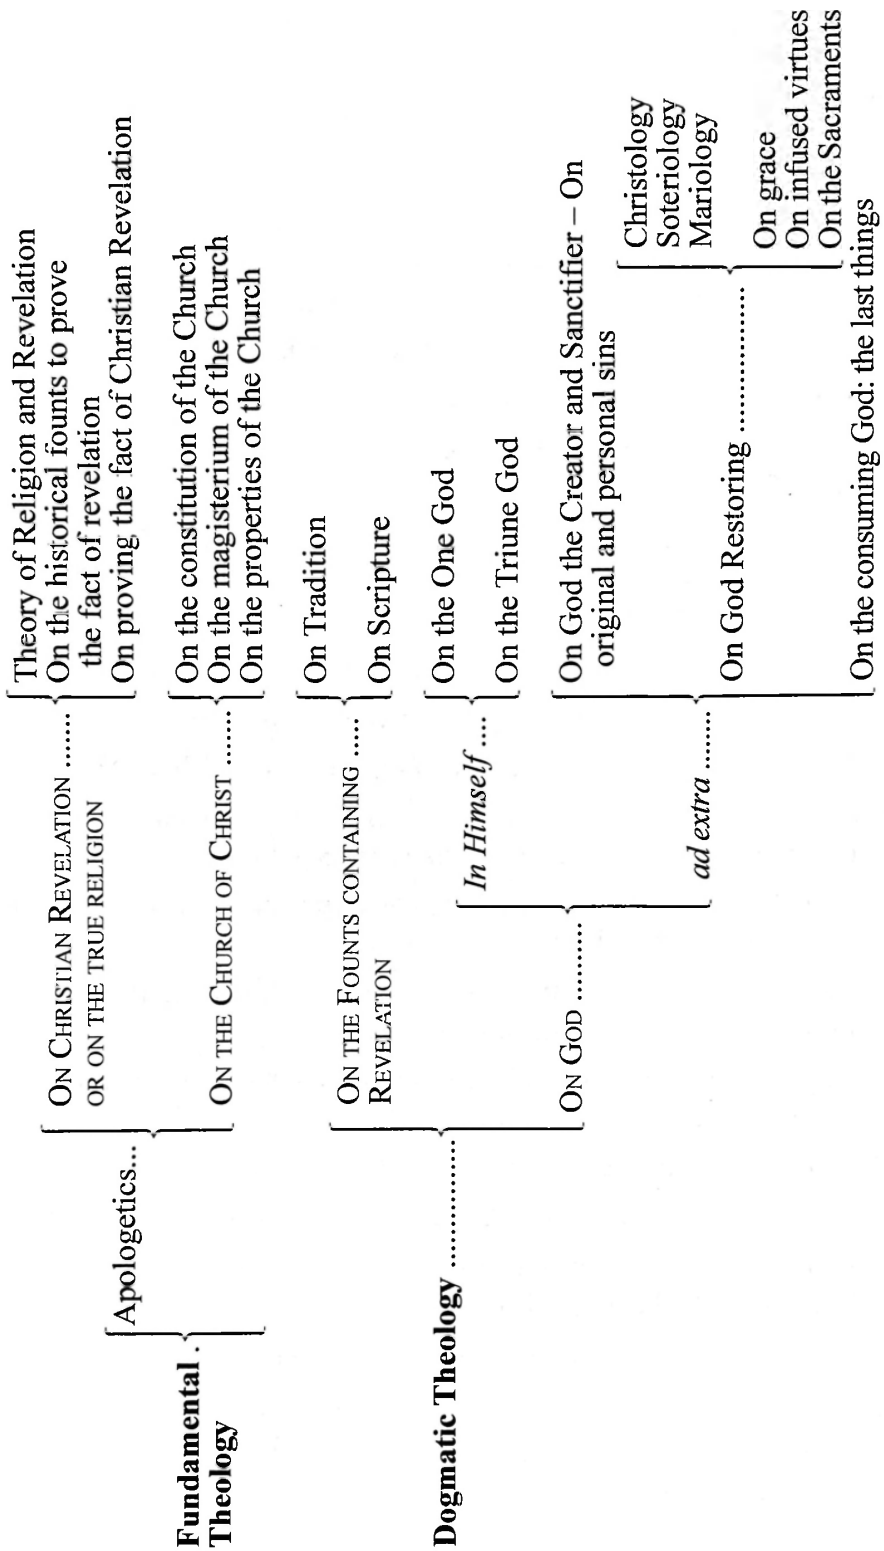 Fundamental .
Theology
Apologetics...
ON CHRISTIAN REVELATION .......
OR ON THE TRUE RELIGION
Theory of Religion and Revelation
On the historical founts to prove
the fact of revelation
On proving the fact of Christian Revelation
ON THE CHURCH OF CHRIST .......
On the constitution of the Church
On the magisterium of the Church
On the properties of the Church
Dogmatic Theology ................
ON THE FOUNTS CONTAINING .....
REVELATION
On Tradition
On Scripture
ON GOD ..........
In Himself ....
On the One God
On the Triune God
ad extra ........
On God the Creator and Sanctifier – On
original and personal sins
On God Restoring ..................
Christology
Soteriology
Mariology
On grace
On infused virtues
On the Sacraments
On the consuming God: the last things